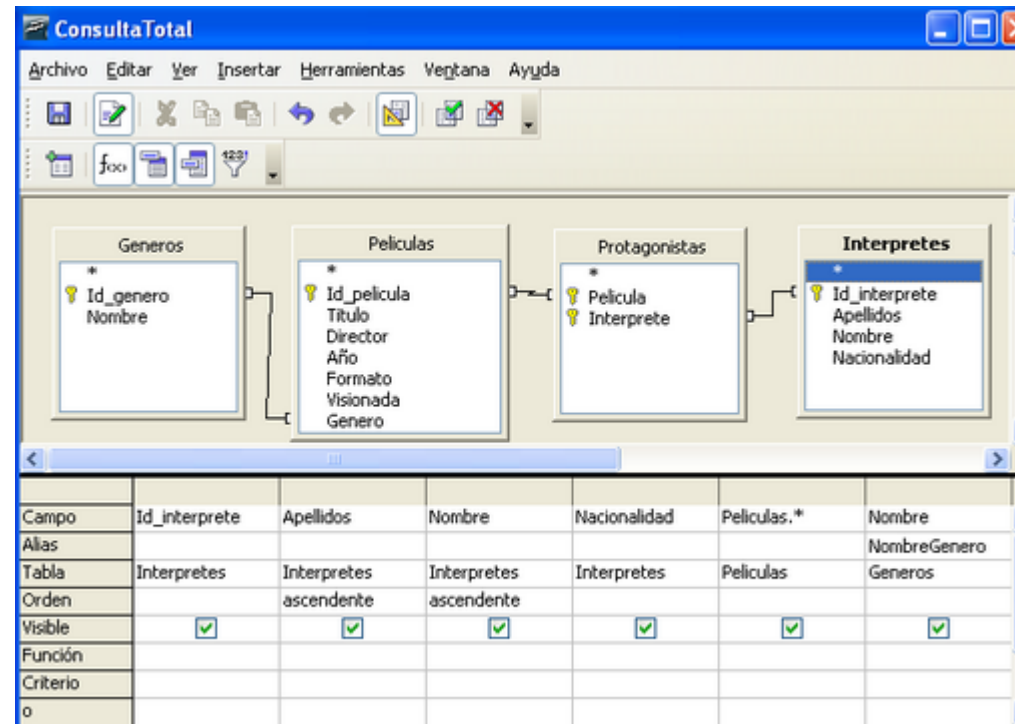 ConsultaTotal
Archivo Editar Ver Insertar Herramientas Ventana Ayuda
f(x) 123!
Generos
*
Id_genero
Nombre
Peliculas
*
Id_pelicula
Titulo
Director
Año
Formato
Visionada
Genero
Protagonistas
*
Pelicula
Interprete
Interpretes
*
Id_interprete
Apellidos
Nombre
Nacionalidad
Campo Id_interprete Apellidos Nombre Nacionalidad Peliculas.* Nombre
Alias NombreGenero
Tabla Interpretes Interpretes Interpretes Interpretes Peliculas Generos
Orden ascendente ascendente
Visible
Función
Criterio
o